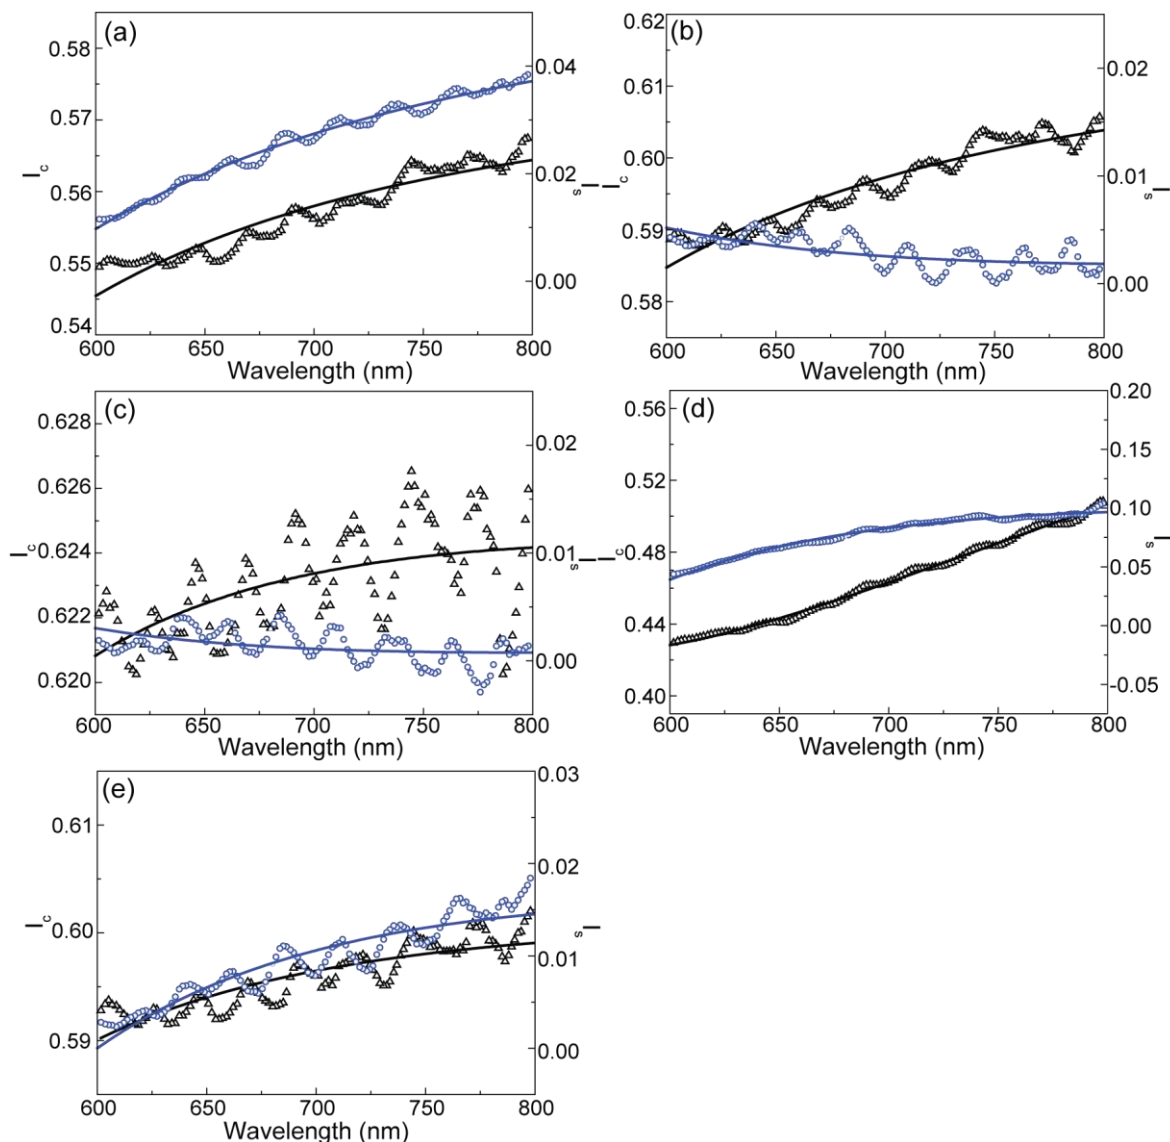 (a)
0.58
0.57
0.56
0.55
0.54
I_c
0.04
0.02
0.00
I_s
600 650 700 750 800
Wavelength (nm)
(b)
0.62
0.61
0.60
0.59
0.58
I_c
0.02
0.01
0.00
I_s
600 650 700 750 800
Wavelength (nm)
(c)
0.628
0.626
0.624
0.622
0.620
I_c
0.02
0.01
0.00
I_s
600 650 700 750 800
Wavelength (nm)
(d)
0.56
0.52
0.48
0.44
0.40
I_c
0.20
0.15
0.10
0.05
0.00
-0.05
I_s
600 650 700 750 800
Wavelength (nm)
(e)
0.61
0.60
0.59
I_c
0.03
0.02
0.01
0.00
I_s
600 650 700 750 800
Wavelength (nm)